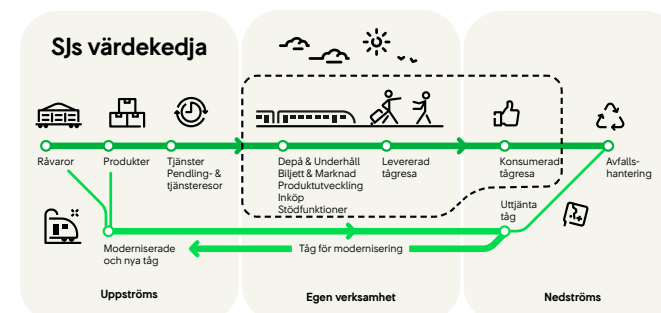 SJs värdekedja
Råvaror
Produkter
Tjänster
Pendling- &
tjänsteresor
Depå & Underhåll
Biljett & Marknad
Produktutveckling
Inköp
Stödfunktioner
Levererad
tågresa
Konsumerad
tågresa
Avfalls-
hantering
Uttjänta
tåg
Moderniserade
och nya tåg
Tåg för modernisering
Uppströms
Egen verksamhet
Nedströms